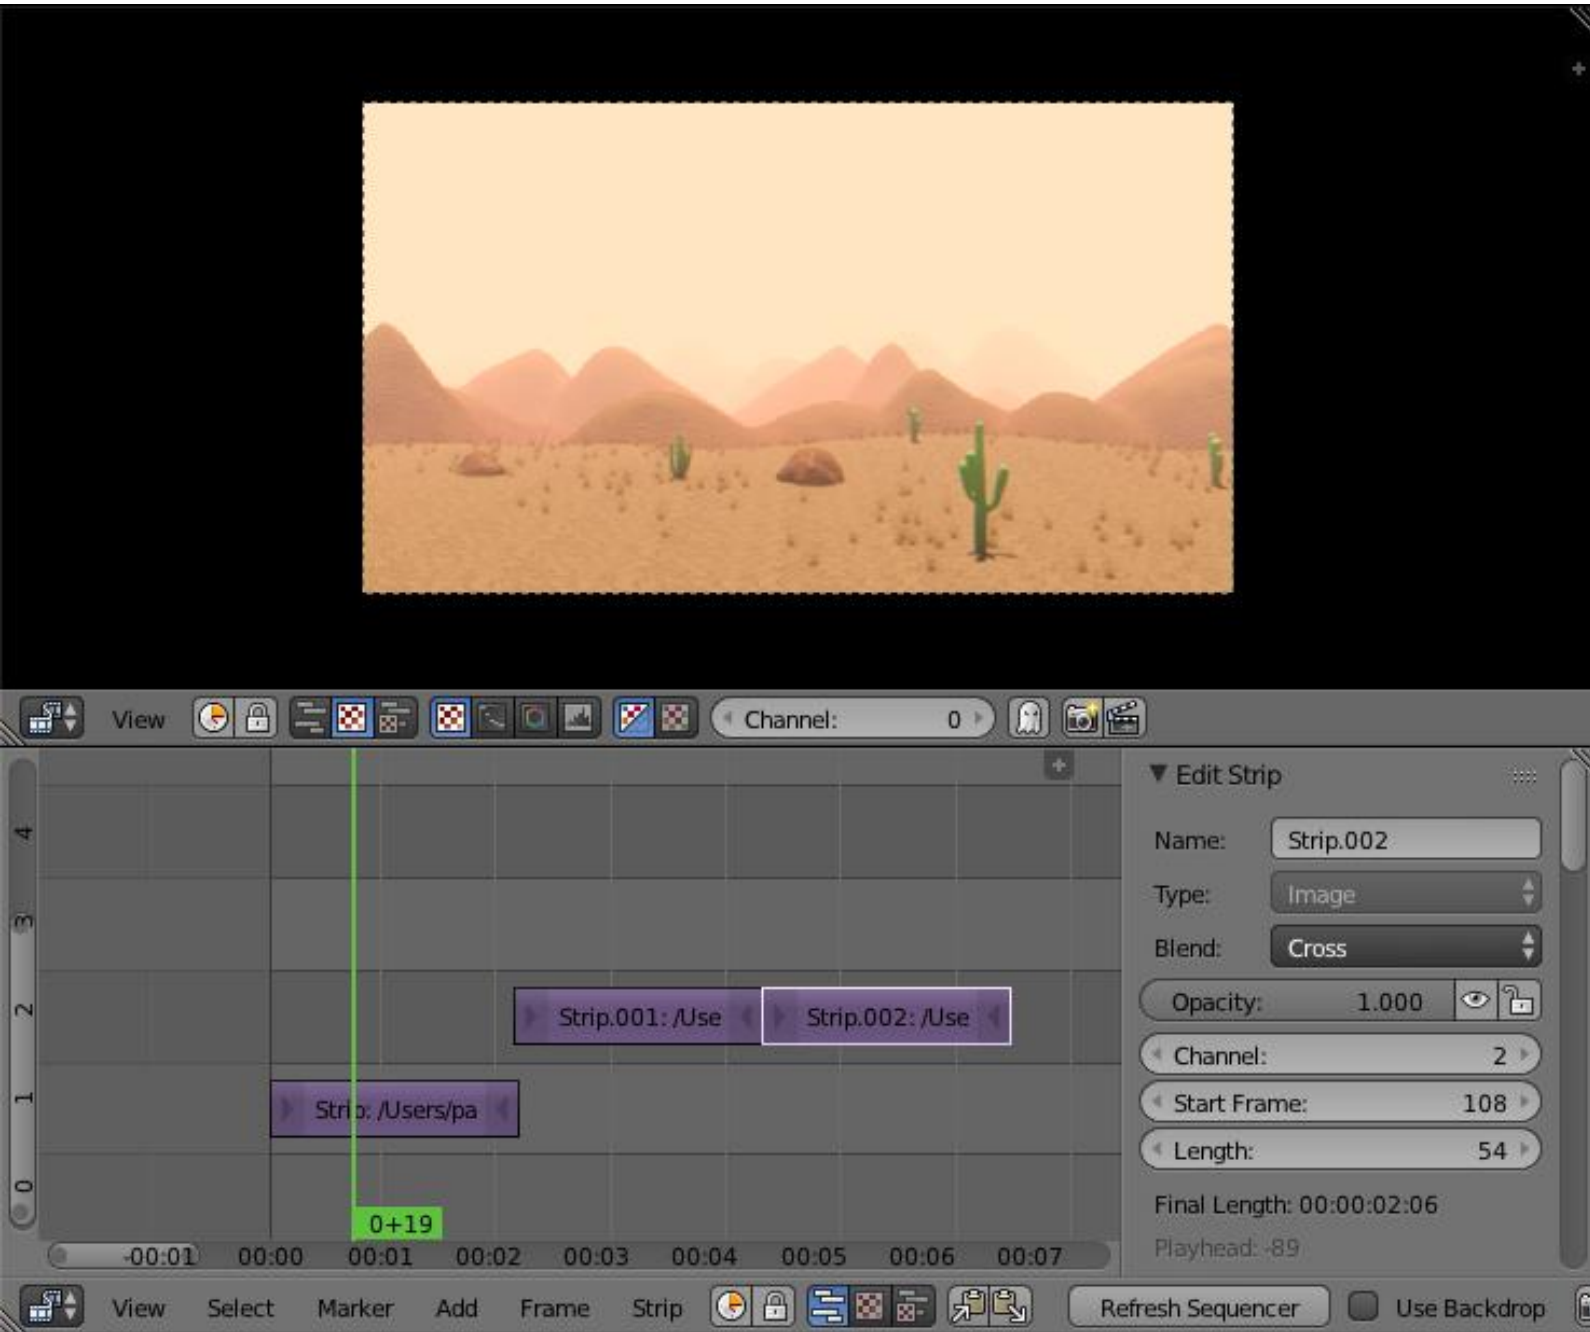 View
Channel: 0
Edit Strip
Name: Strip.002
Type: Image
Blend: Cross
Opacity: 1.000
Channel: 2
Start Frame: 108
Length: 54
Final Length: 00:00:02:06
Playhead: -89
4
3
2
Strip.001: /Use
Strip.002: /Use
1
Strip: /Users/pa
0
0+19
-00:01 00:00 00:01 00:02 00:03 00:04 00:05 00:06 00:07
View Select Marker Add Frame Strip Refresh Sequencer Use Backdrop